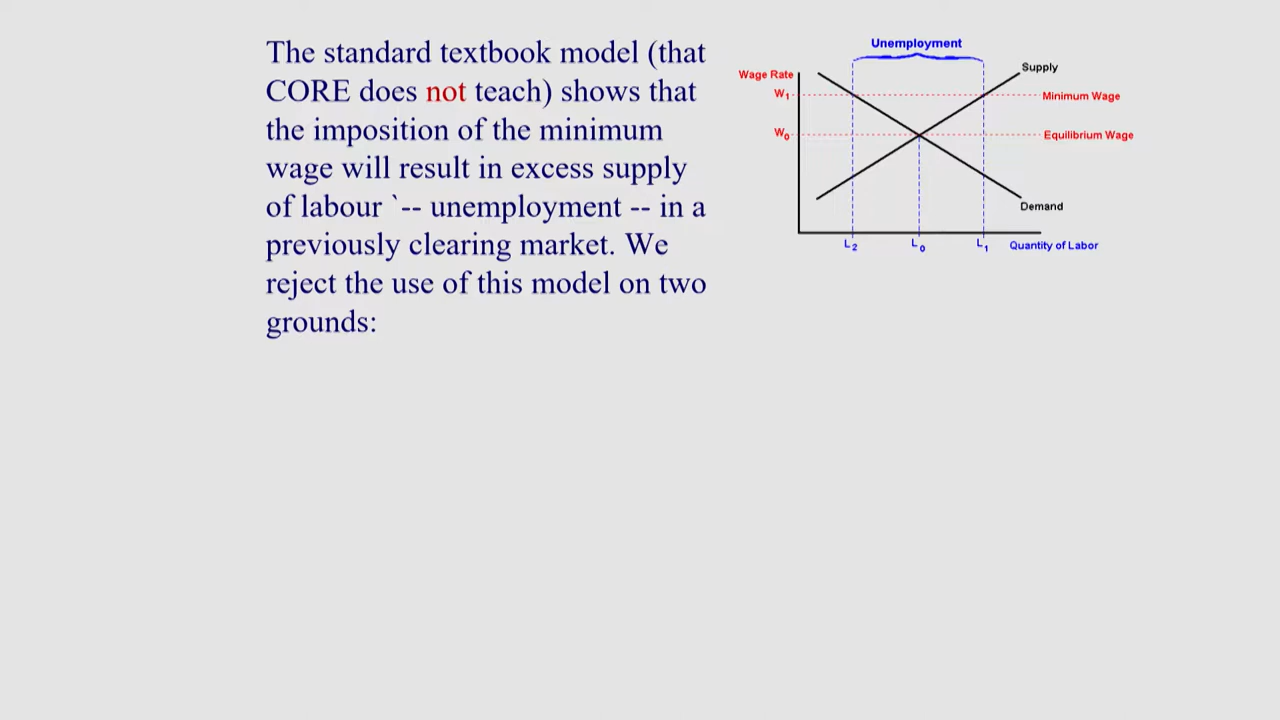 The standard textbook model (that
CORE does not teach) shows that
the imposition of the minimum
wage will result in excess supply
of labour `-- unemployment -- in a
previously clearing market. We
reject the use of this model on two
grounds:
Unemployment
Supply
Wage Rate
W1
Minimum Wage
W0
Equilibrium Wage
Demand
L2
L0
L1
Quantity of Labor